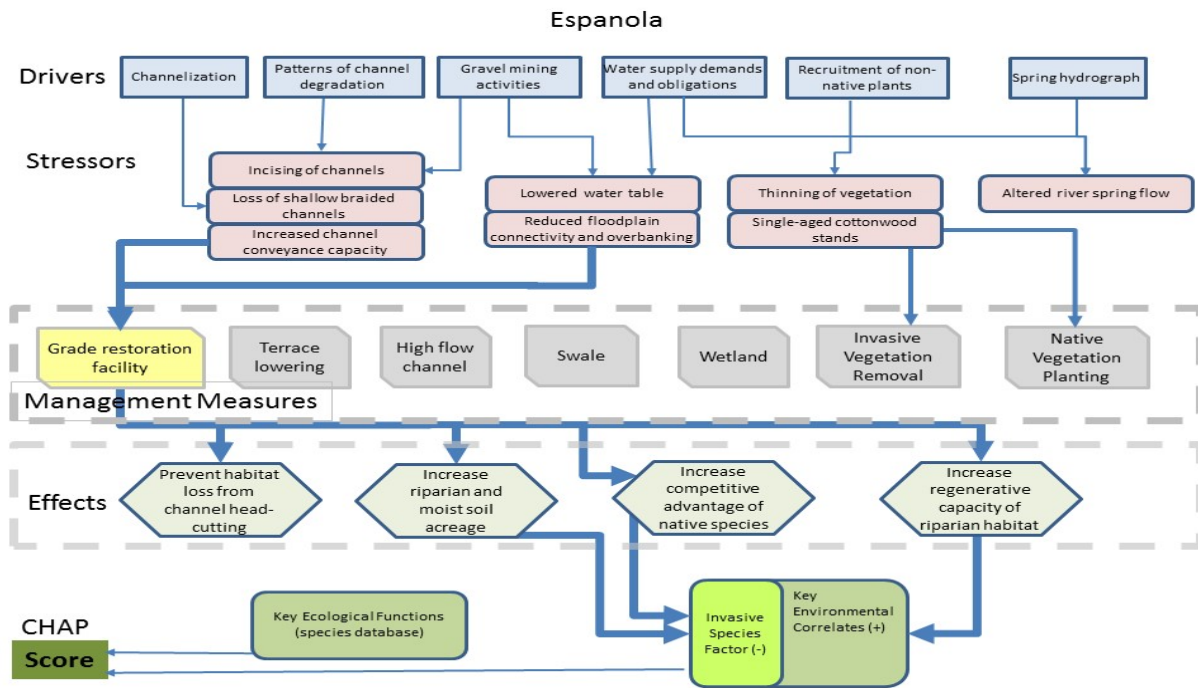 Espanola
Drivers
Channelization
Patterns of channel
degradation
Gravel mining
activities
Water supply demands
and obligations
Recruitment of non-
native plants
Spring hydrograph
Stressors
Incising of channels
Loss of shallow braided
channels
Increased channel
conveyance capacity
Lowered water table
Reduced floodplain
connectivity and overbanking
Thinning of vegetation
Single-aged cottonwood
stands
Altered river spring flow
Grade restoration
facility
Terrace
lowering
High flow
channel
Swale
Wetland
Invasive
Vegetation
Removal
Native
Vegetation
Planting
Management Measures
Effects
Prevent habitat
loss from
channel head-
cutting
Increase
riparian and
moist soil
acreage
Increase
competitive
advantage of
native species
Increase
regenerative
capacity of
riparian habitat
CHAP
Score
Key Ecological Functions
(species database)
Invasive
Species
Factor (-)
Key
Environmental
Correlates (+)